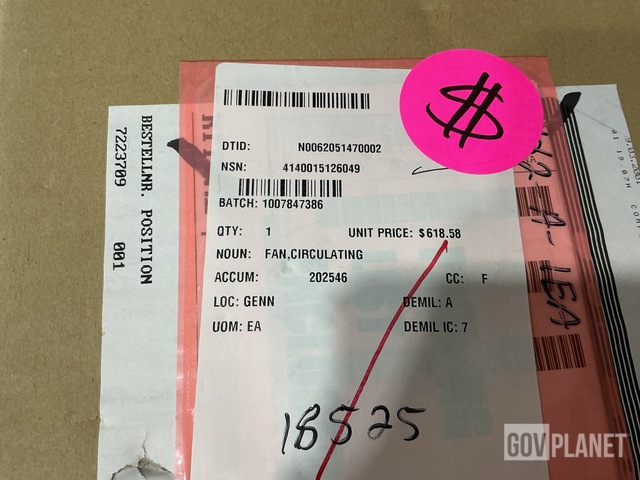 $
DTID: N0062051470002
NSN: 4140015126049
BATCH: 1007847386
QTY: 1 UNIT PRICE: $618.58
NOUN: FAN,CIRCULATING
ACCUM: 202546 CC: F
LOC: GENN DEMIL: A
UOM: EA DEMIL IC: 7
18525
BESTELLNR. POSITION
7223709 001
GOVPLANET